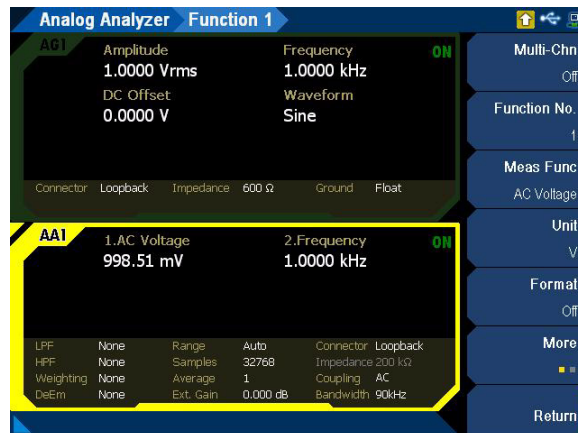 Analog Analyzer Function 1
AG1
Amplitude Frequency ON
1.0000 Vrms 1.0000 kHz
DC Offset Waveform
0.0000 V Sine
Connector Loopback Impedance 600 Ω Ground Float
AA1
1.AC Voltage 2.Frequency ON
998.51 mV 1.0000 kHz
LPF None Range Auto Connector Loopback
HPF None Samples 32768 Impedance 200 kΩ
Weighting None Average 1 Coupling AC
DeEm None Ext. Gain 0.000 dB Bandwidth 90kHz
Multi-Chn
Off
Function No.
1
Meas Func
AC Voltage
Unit
V
Format
Off
More
Return